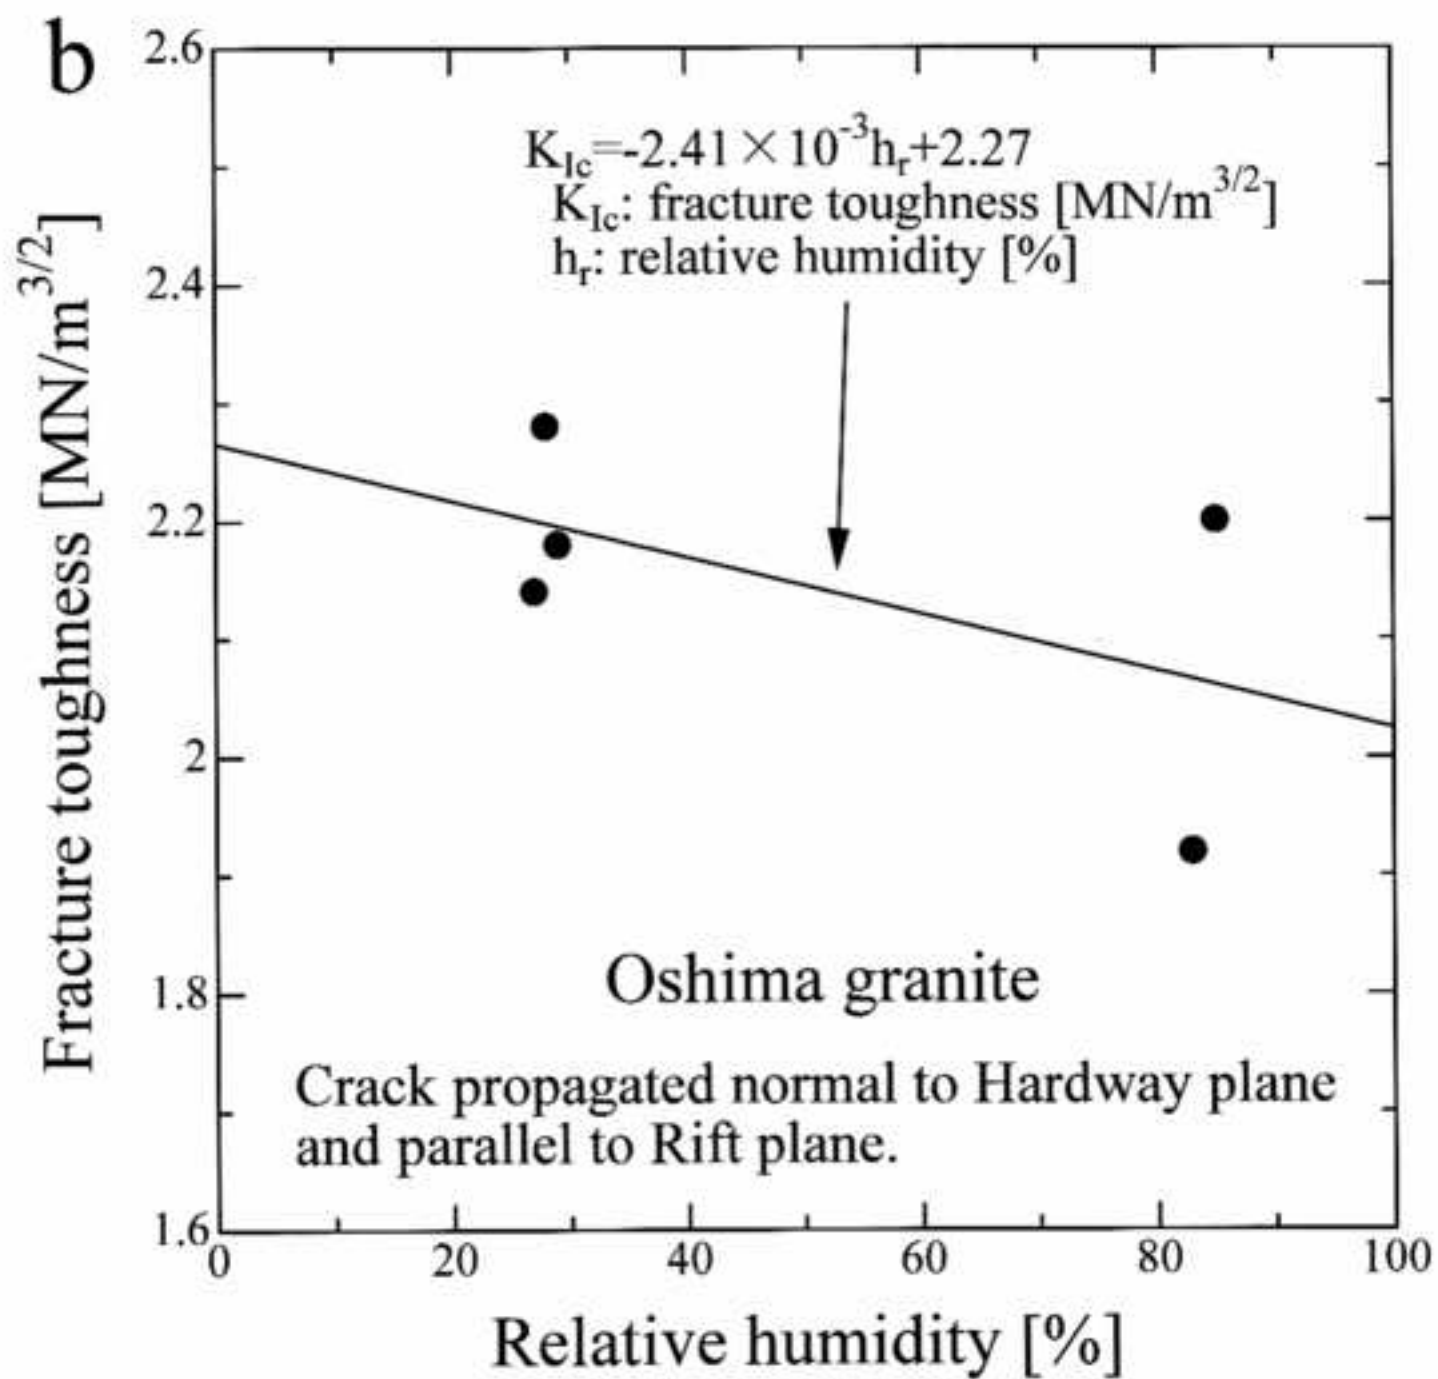 b
2.6
2.4
2.2
2
1.8
1.6
Fracture toughness [MN/m^3/2]
K_Ic=-2.41×10^-3h_r+2.27
K_Ic: fracture toughness [MN/m^3/2]
h_r: relative humidity [%]
Oshima granite
Crack propagated normal to Hardway plane
and parallel to Rift plane.
0 20 40 60 80 100
Relative humidity [%]